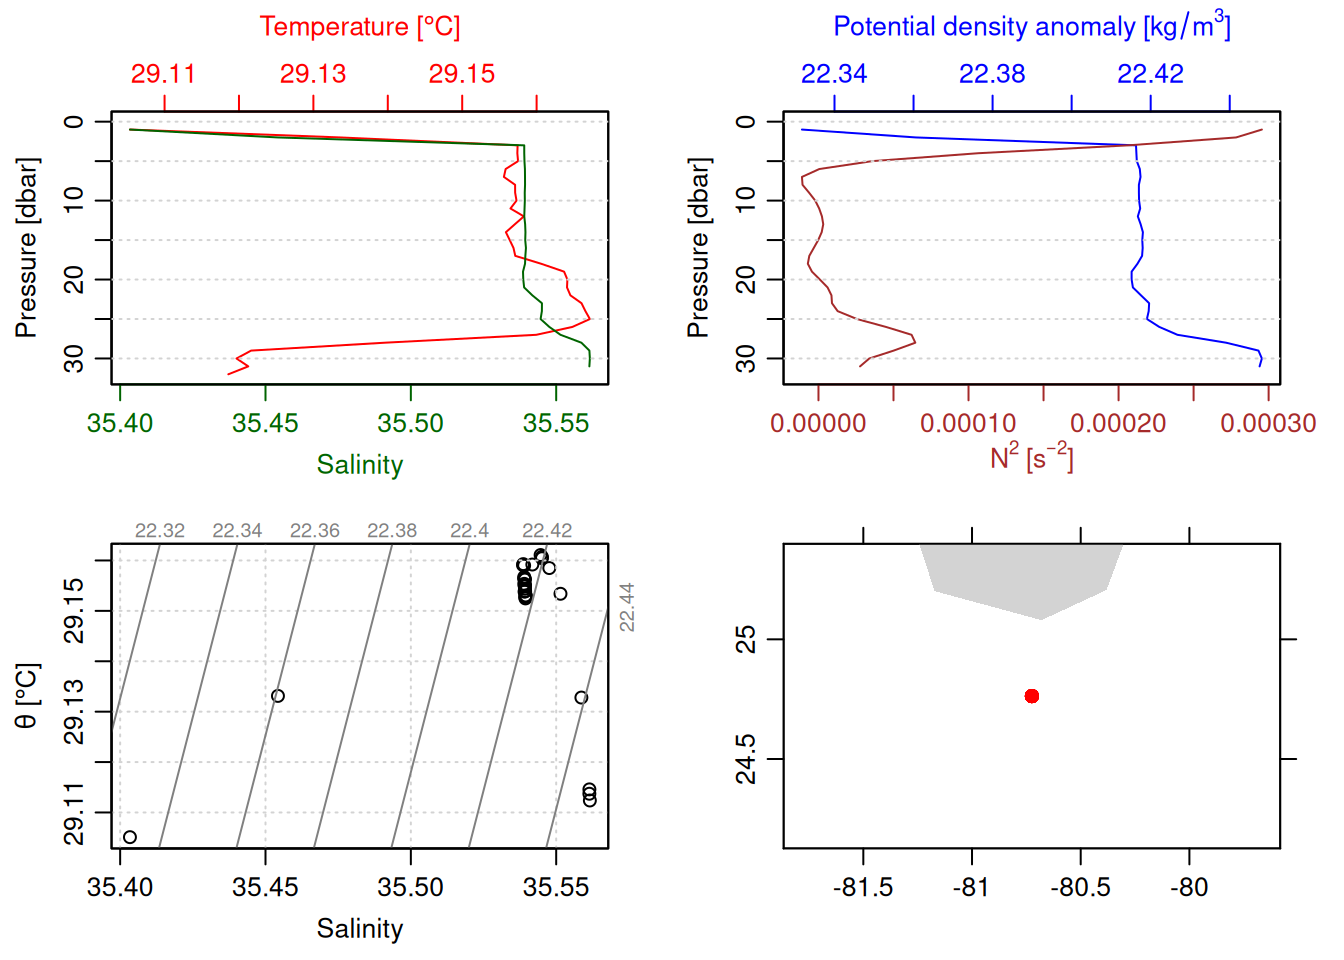 Temperature [°C]
29.11 29.13 29.15
Pressure [dbar]
0 10 20 30
35.40 35.45 35.50 35.55
Salinity
Potential density anomaly [kg/m³]
22.34 22.38 22.42
Pressure [dbar]
0 10 20 30
0.00000 0.00010 0.00020 0.00030
N² [s⁻²]
22.32 22.34 22.36 22.38 22.4 22.42
22.44
θ [°C]
29.15 29.13 29.11
35.40 35.45 35.50 35.55
Salinity
25
24.5
-81.5 -81 -80.5 -80